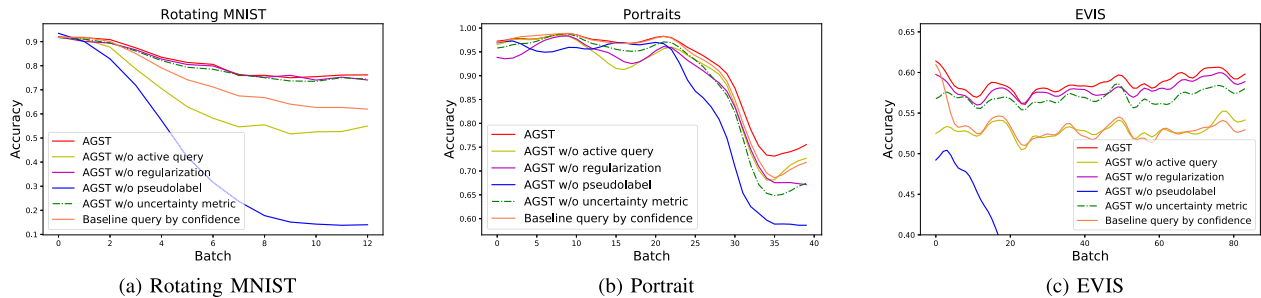 Rotating MNIST
Accuracy
0.9
0.8
0.7
0.6
0.5
0.4
0.3
0.2
0.1
AGST
AGST w/o active query
AGST w/o regularization
AGST w/o pseudolabel
AGST w/o uncertainty metric
Baseline query by confidence
0 2 4 6 8 10 12
Batch
(a) Rotating MNIST
Portraits
Accuracy
1.00
0.95
0.90
0.85
0.80
0.75
0.70
0.65
0.60
AGST
AGST w/o active query
AGST w/o regularization
AGST w/o pseudolabel
AGST w/o uncertainty metric
Baseline query by confidence
0 5 10 15 20 25 30 35 40
Batch
(b) Portrait
EVIS
Accuracy
0.60
0.55
0.50
0.45
0.40
AGST
AGST w/o active query
AGST w/o regularization
AGST w/o pseudolabel
AGST w/o uncertainty metric
Baseline query by confidence
0 20 40 60 80
Batch
(c) EVIS